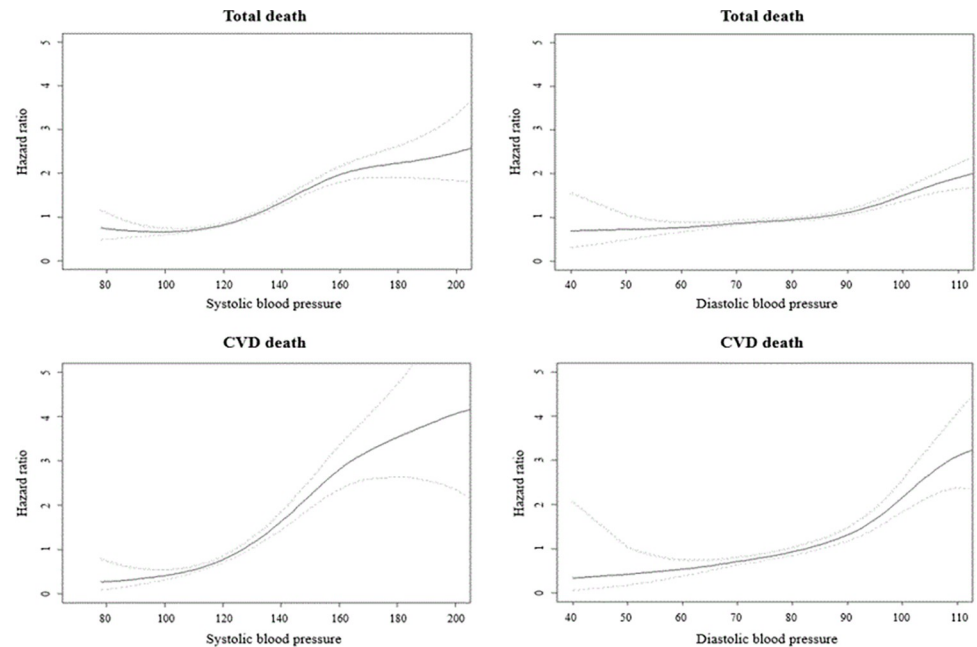 Total death
Hazard ratio
5
4
3
2
1
0
80 100 120 140 160 180 200
Systolic blood pressure
Total death
Hazard ratio
5
4
3
2
1
0
40 50 60 70 80 90 100 110
Diastolic blood pressure
CVD death
Hazard ratio
5
4
3
2
1
0
80 100 120 140 160 180 200
Systolic blood pressure
CVD death
Hazard ratio
5
4
3
2
1
0
40 50 60 70 80 90 100 110
Diastolic blood pressure